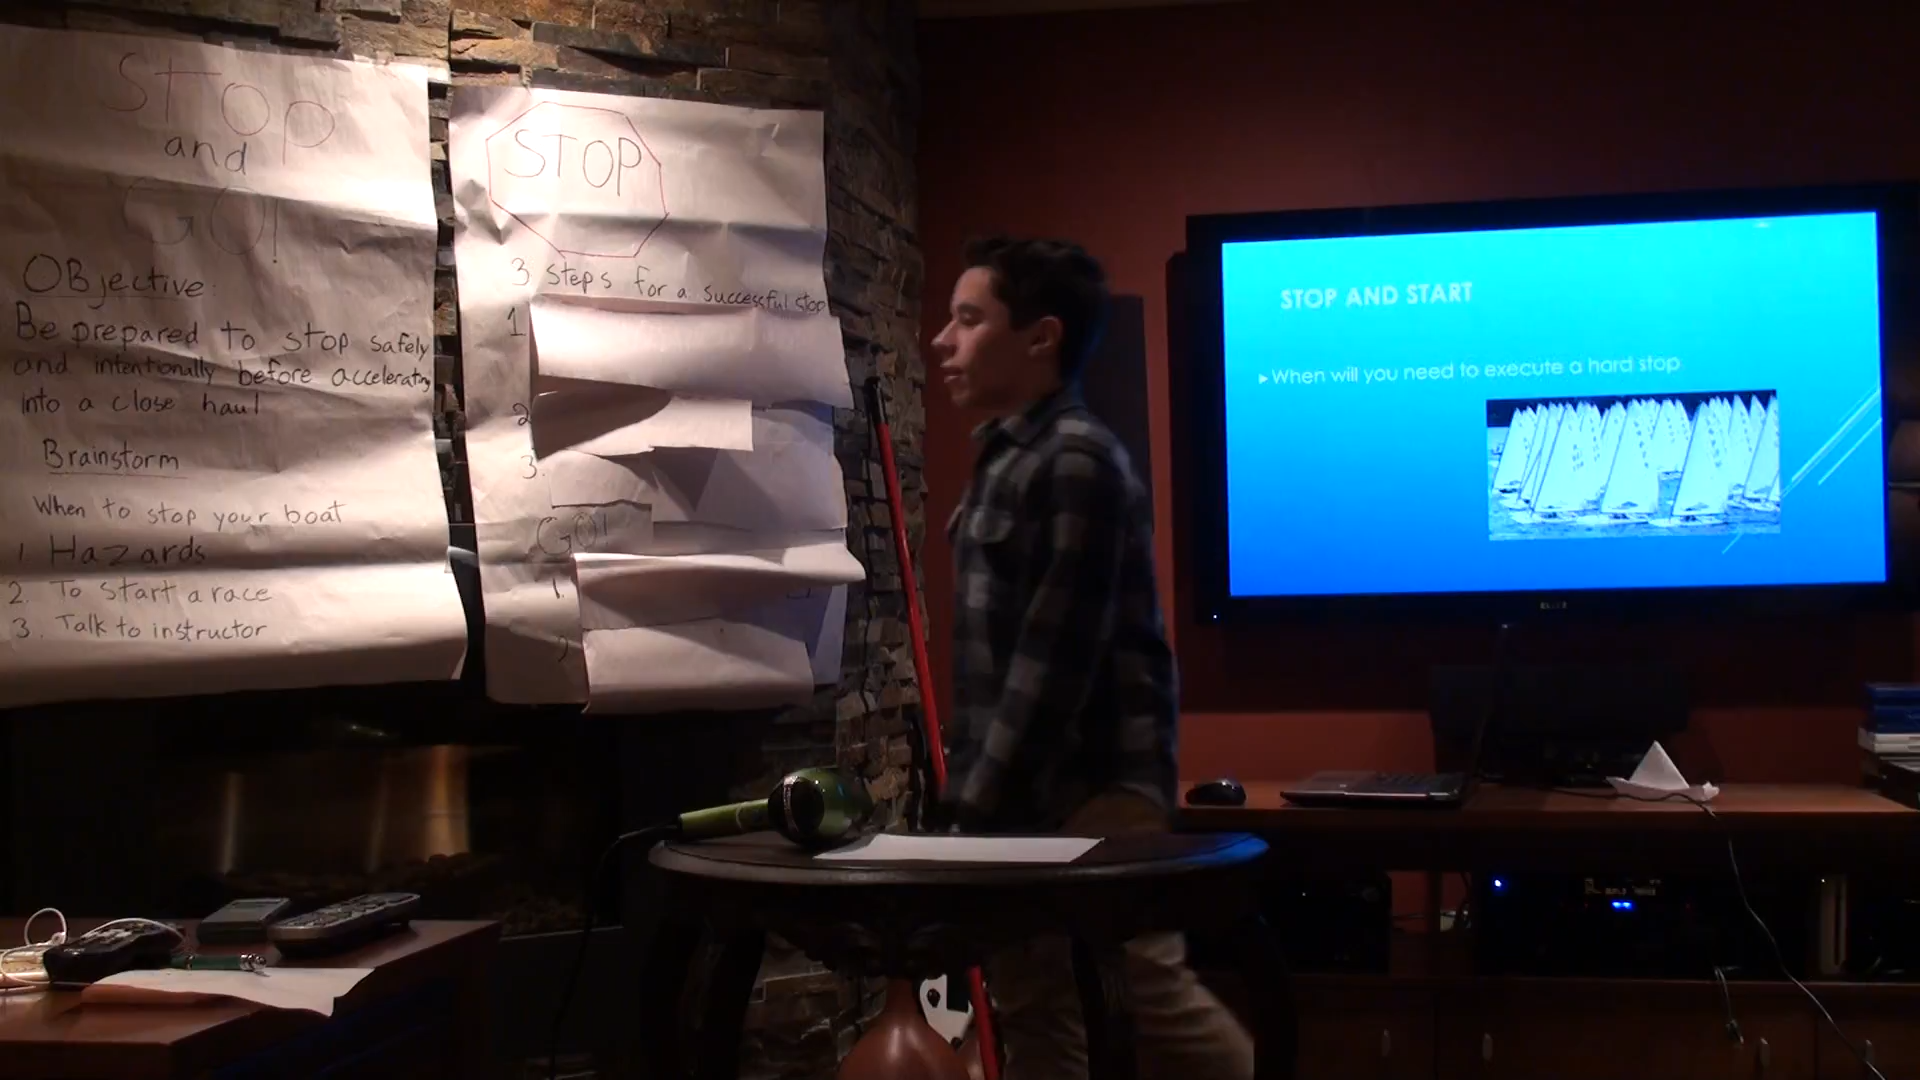 STOP
and
GO!
OBjective:
Be prepared to stop safely
and intentionally before accelerating
into a close haul
Brainstorm
When to stop your boat
1. Hazards
2. To start a race
3. Talk to instructor
STOP
3 steps for a successful stop
1
2
3.
GO!
1.
2
STOP AND START
▸ When will you need to execute a hard stop